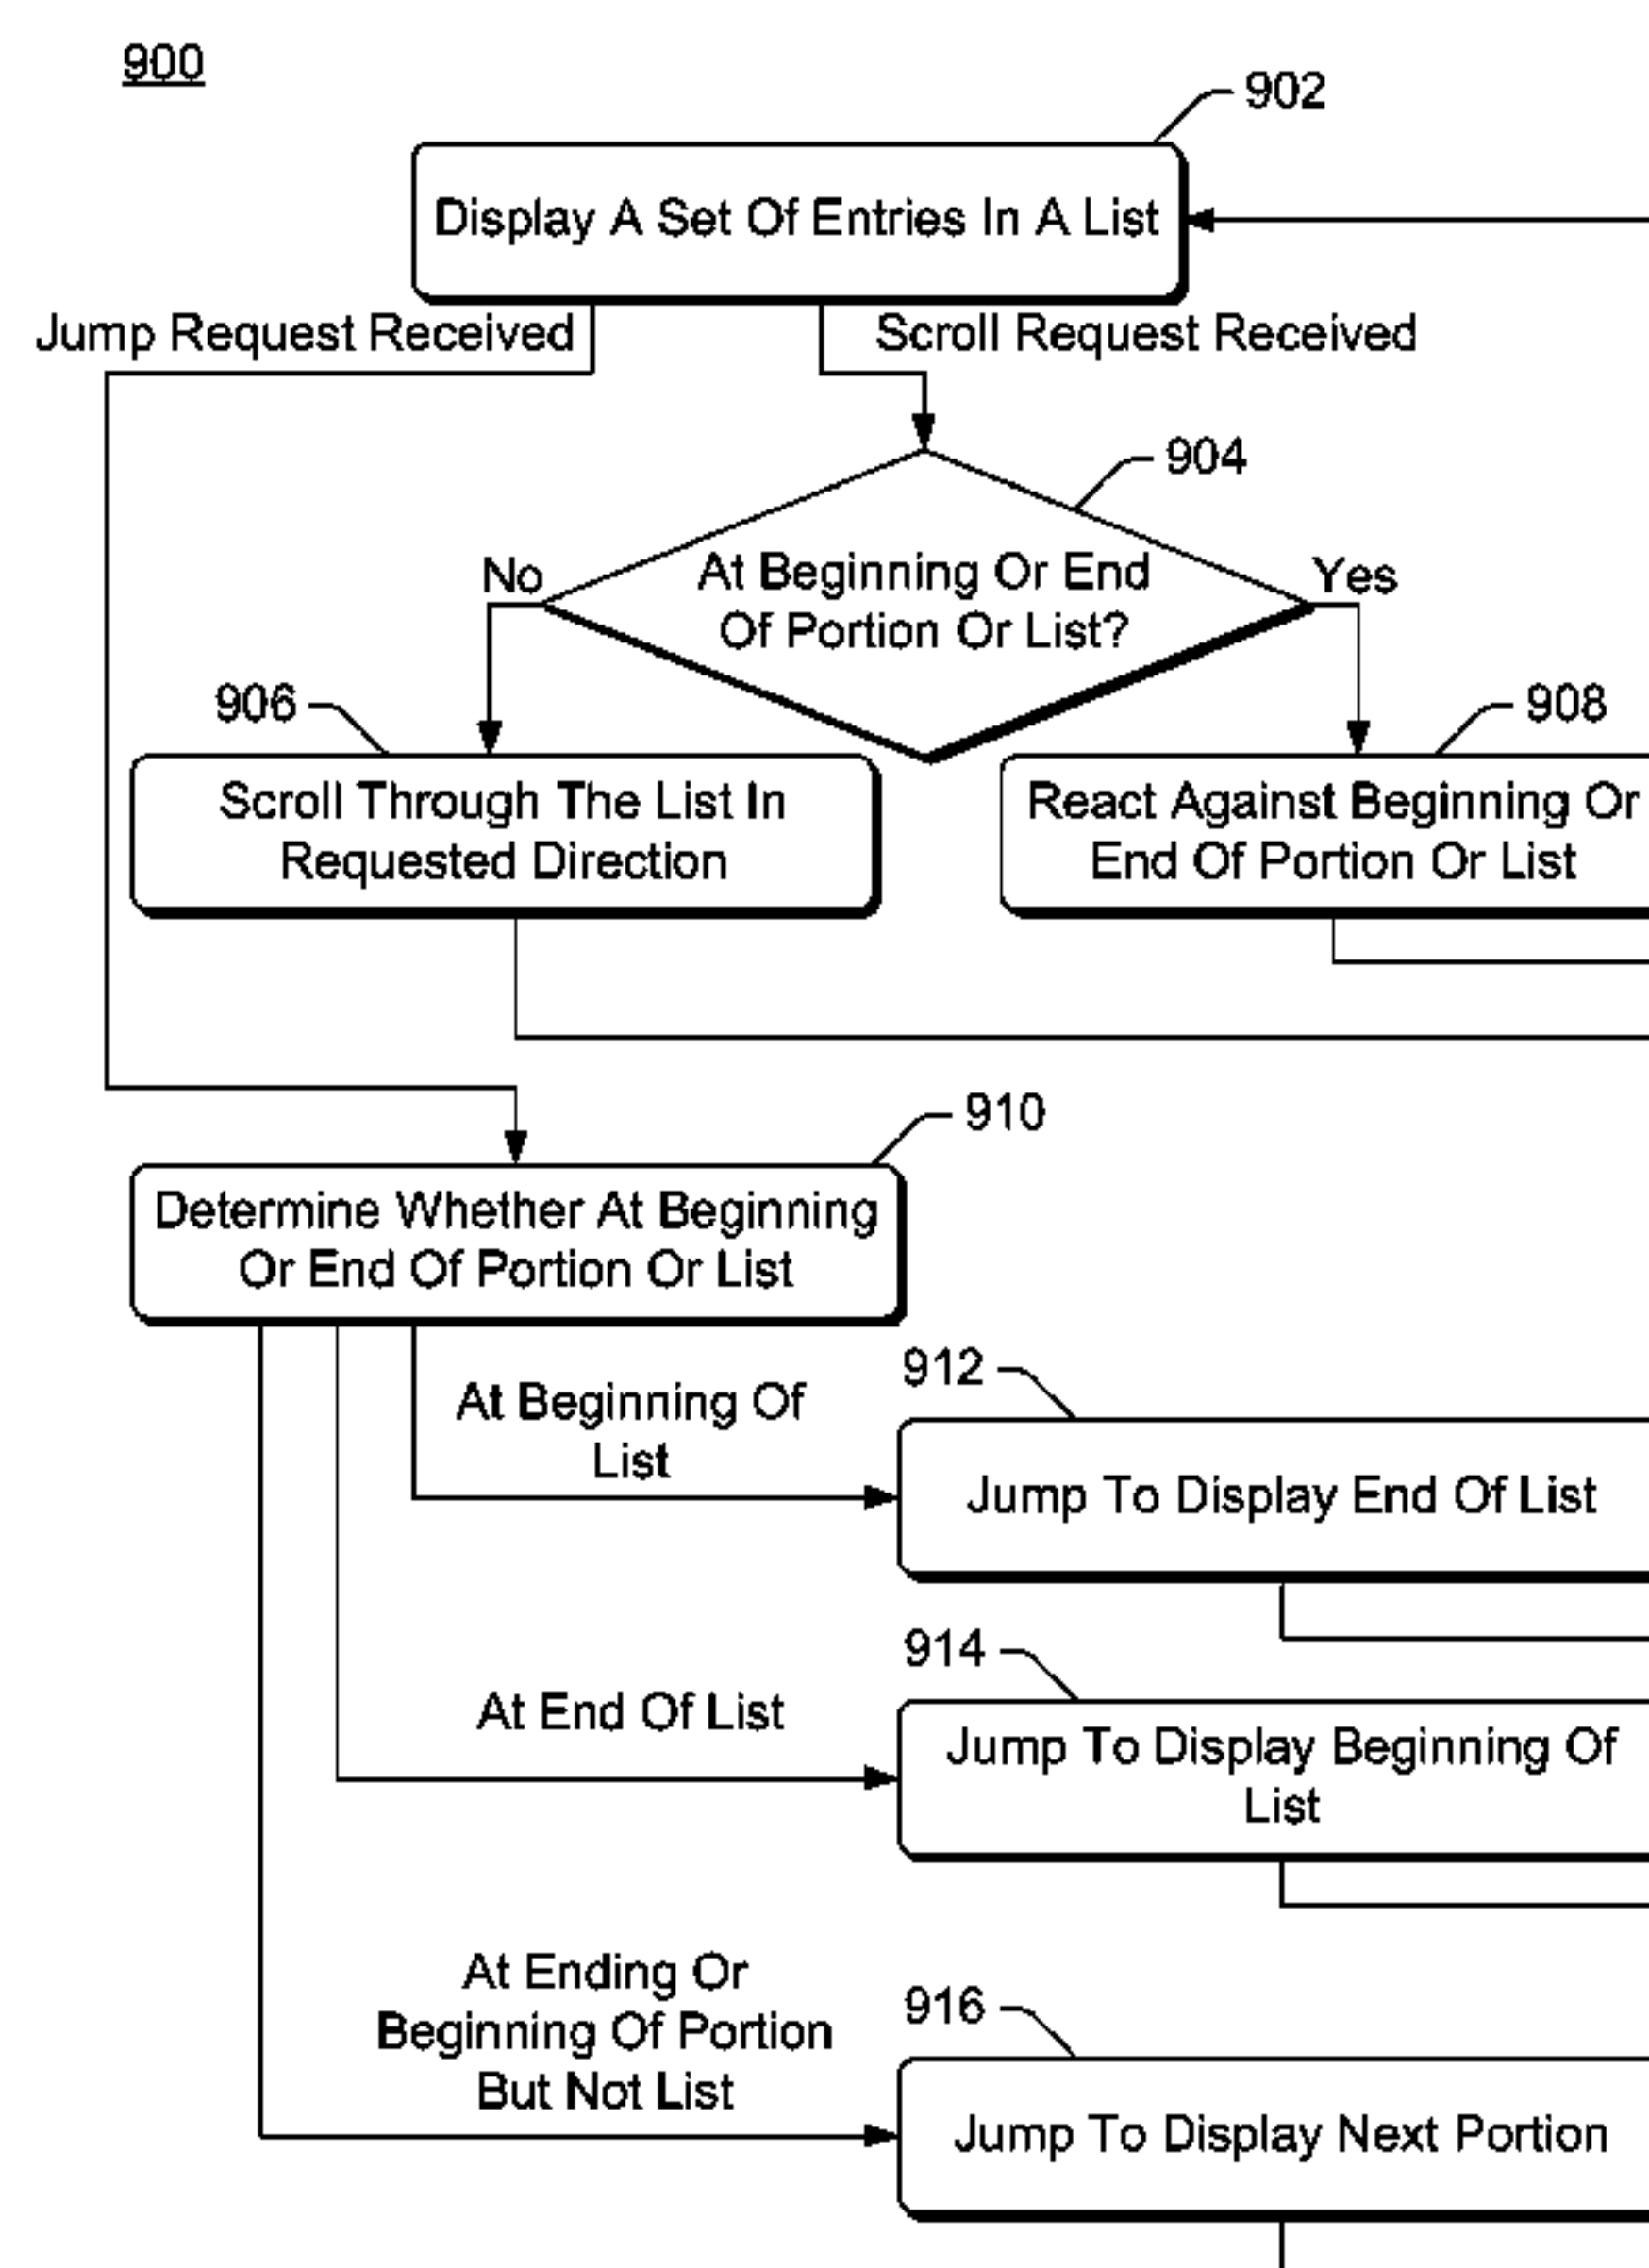 900
902
Display A Set Of Entries In A List
Jump Request Received
Scroll Request Received
904
No
At Beginning Or End
Of Portion Or List?
Yes
906
908
Scroll Through The List In
Requested Direction
React Against Beginning Or
End Of Portion Or List
910
Determine Whether At Beginning
Or End Of Portion Or List
912
At Beginning Of
List
Jump To Display End Of List
914
At End Of List
Jump To Display Beginning Of
List
At Ending Or
Beginning Of Portion
But Not List
916
Jump To Display Next Portion